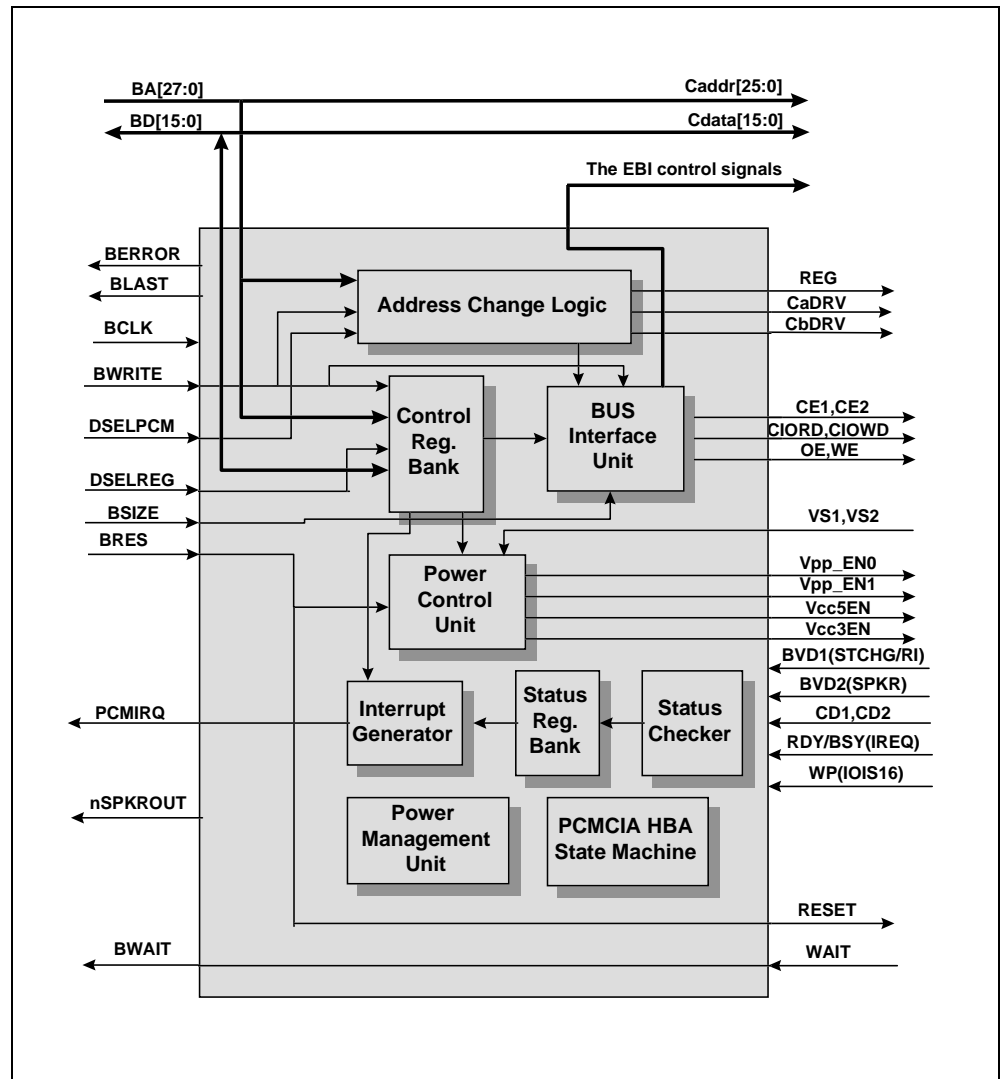 BA[27:0]
Caddr[25:0]
BD[15:0]
Cdata[15:0]
The EBI control signals
BERROR
BLAST
BCLK
BWRITE
DSELPCM
DSELREG
BSIZE
BRES
PCMIRQ
nSPKROUT
BWAIT
Address Change Logic
Control
Reg.
Bank
BUS
Interface
Unit
Power
Control
Unit
Interrupt
Generator
Status
Reg.
Bank
Status
Checker
Power
Management
Unit
PCMCIA HBA
State Machine
REG
CaDRV
CbDRV
CE1,CE2
CIORD,CIOWD
OE,WE
VS1,VS2
Vpp_EN0
Vpp_EN1
Vcc5EN
Vcc3EN
BVD1(STCHG/RI)
BVD2(SPKR)
CD1,CD2
RDY/BSY(IREQ)
WP(IOIS16)
RESET
WAIT